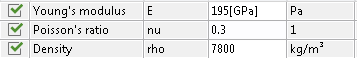 Young's modulus E 195[GPa] Pa
Poisson's ratio nu 0.3 1
Density rho 7800 kg/m³